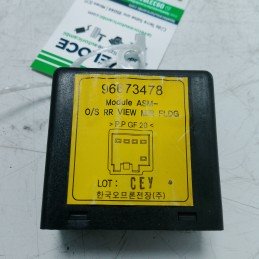 VELOCE
96673478
Module ASM-
O/S RR VIEW MIR FLDG
>P.P GF 20<
LOT: CEY
한국오므론전장(주)